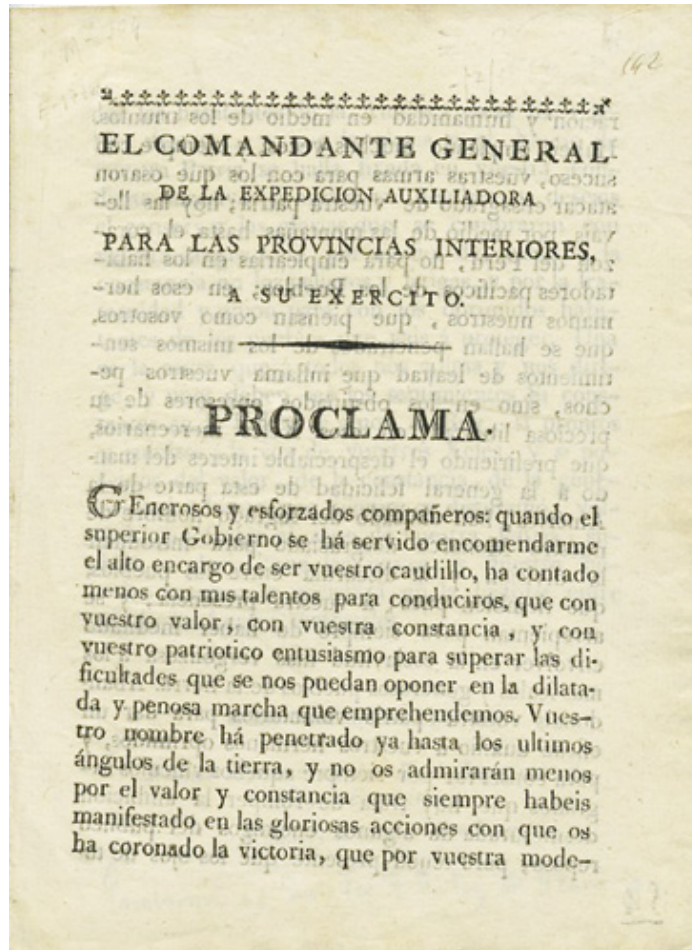 142
EL COMANDANTE GENERAL
DE LA EXPEDICION AUXILIADORA
PARA LAS PROVINCIAS INTERIORES,
A SU EXERCITO.
PROCLAMA.
GEnerosos y esforzados compañeros: quando el
superior Gobierno se há servido encomendarme
el alto encargo de ser vuestro caudillo, ha contado
menos con mis talentos para conduciros, que con
vuestro valor, con vuestra constancia, y con
vuestro patriotico entusiasmo para superar las di-
ficultades que se nos puedan oponer en la dilata-
da y penosa marcha que emprehendemos. Vues-
tro nombre há penetrado ya hasta los ultimos
ángulos de la tierra, y no os admirarán menos
por el valor y constancia que siempre habeis
manifestado en las gloriosas acciones con que os
ha coronado la victoria, que por vuestra mode-